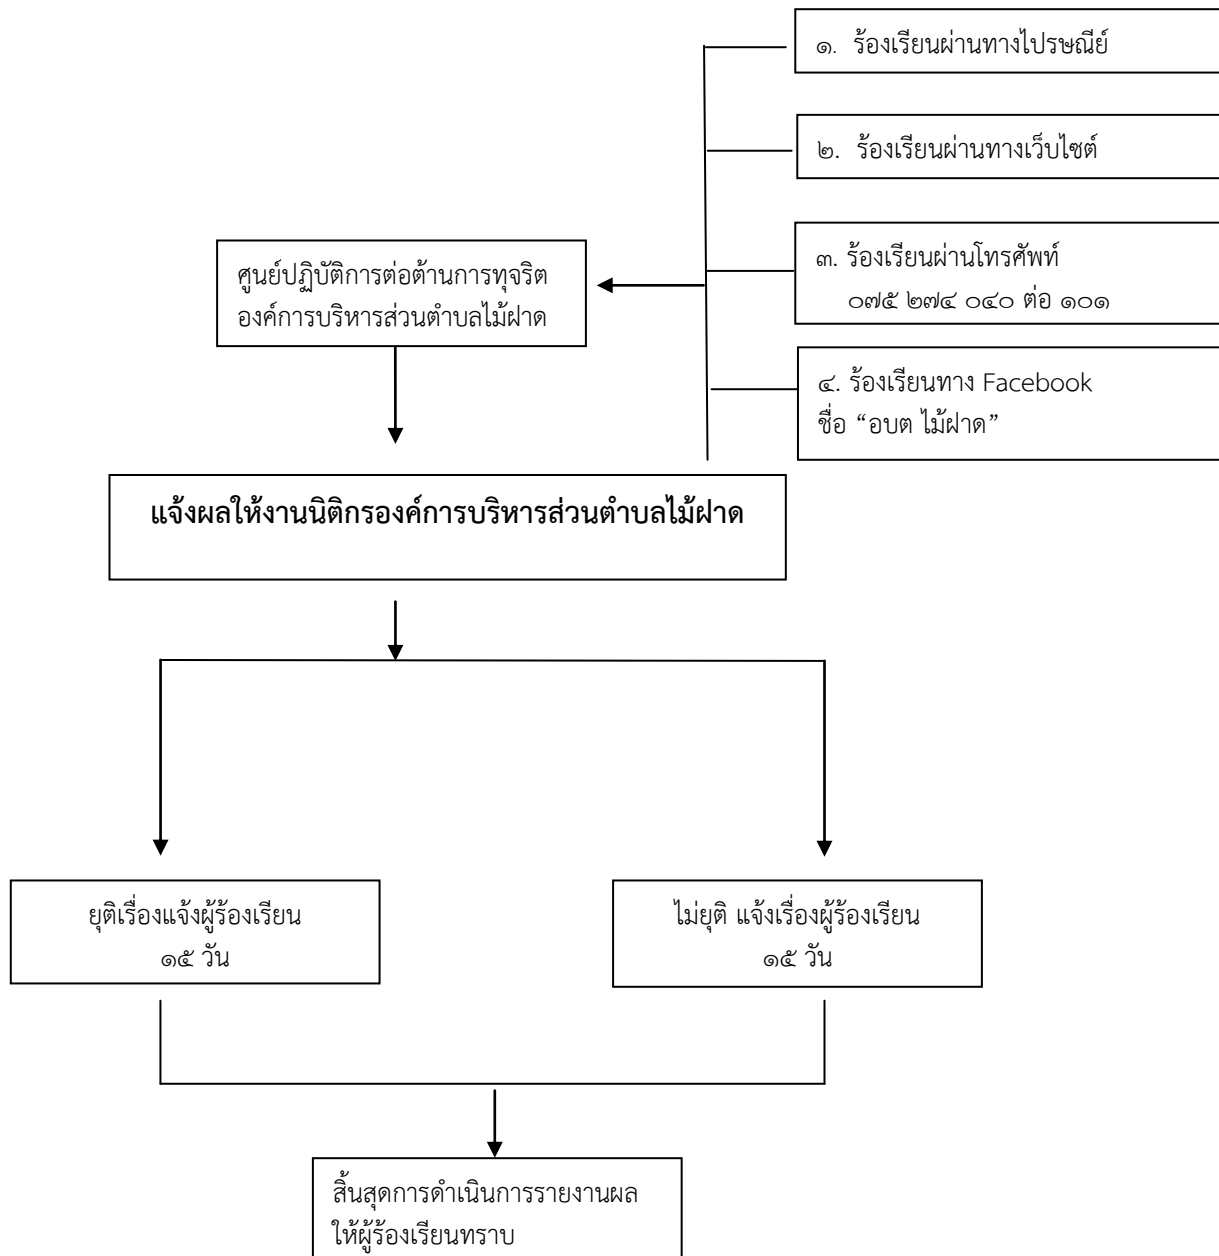 ๑. ร้องเรียนผ่านทางไปรษณีย์
๒. ร้องเรียนผ่านทางเว็บไซต์
๓. ร้องเรียนผ่านโทรศัพท์
๐๗๕ ๒๗๔ ๐๔๐ ต่อ ๑๐๑
๔. ร้องเรียนทาง Facebook
ชื่อ “อบต ไม้ฝาด”
ศูนย์ปฏิบัติการต่อต้านการทุจริต
องค์การบริหารส่วนตำบลไม้ฝาด
แจ้งผลให้งานนิติกรองค์การบริหารส่วนตำบลไม้ฝาด
ยุติเรื่องแจ้งผู้ร้องเรียน
๑๕ วัน
ไม่ยุติ แจ้งเรื่องผู้ร้องเรียน
๑๕ วัน
สิ้นสุดการดำเนินการรายงานผล
ให้ผู้ร้องเรียนทราบ